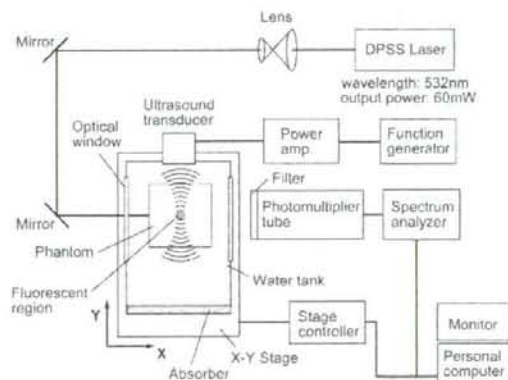 Lens
Mirror
DPSS Laser
wavelength: 532nm
output power: 60mW
Ultrasound
transducer
Optical
window
Power
amp.
Function
generator
Filter
Mirror
Photomultiplier
tube
Spectrum
analyzer
Phantom
Water tank
Fluorescent
region
Y
X
Stage
controller
Monitor
X-Y Stage
Absorber
Personal
computer